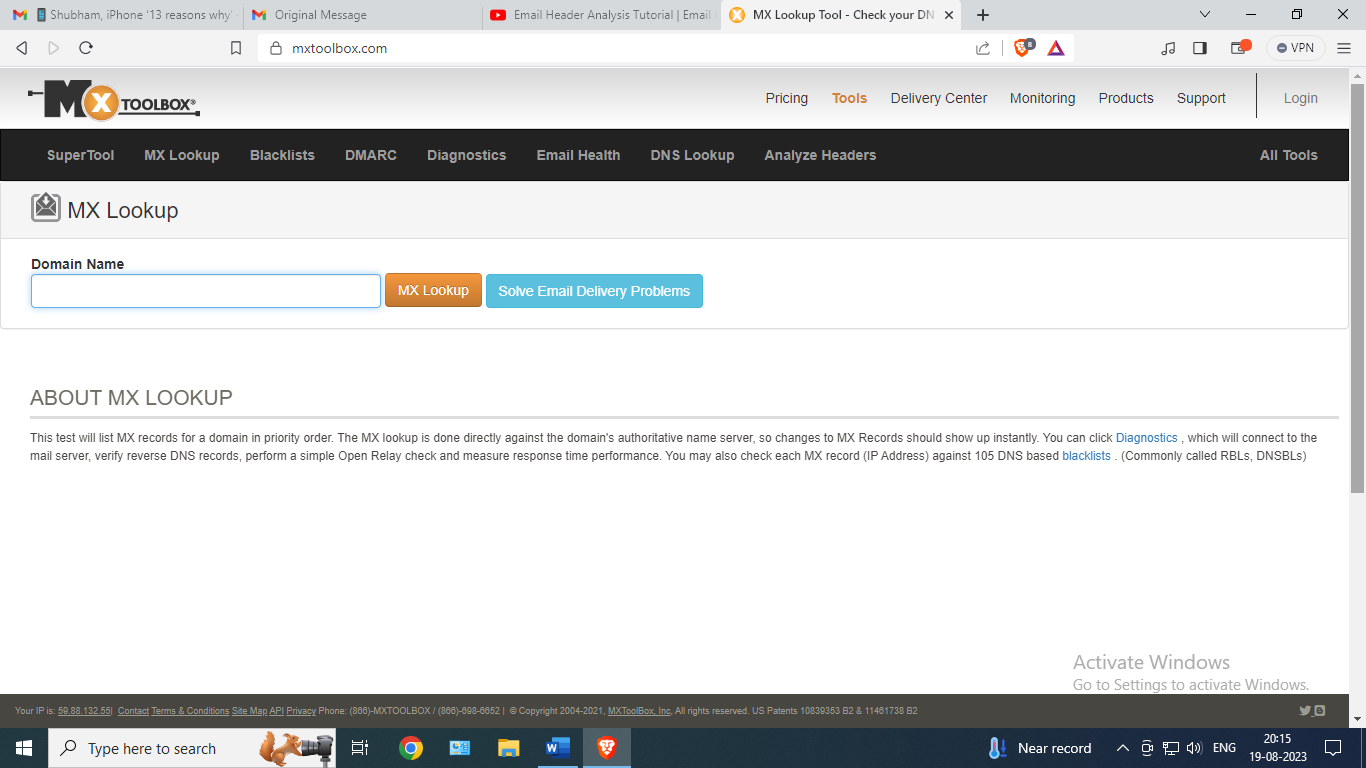 Shubham, iPhone '13 reasons why'
Original Message
Email Header Analysis Tutorial | Email
MX Lookup Tool - Check your DN
mxtoolbox.com
8
VPN
MX TOOLBOX®
Pricing
Tools
Delivery Center
Monitoring
Products
Support
Login
SuperTool
MX Lookup
Blacklists
DMARC
Diagnostics
Email Health
DNS Lookup
Analyze Headers
All Tools
MX Lookup
Domain Name
MX Lookup
Solve Email Delivery Problems
ABOUT MX LOOKUP
This test will list MX records for a domain in priority order. The MX lookup is done directly against the domain's authoritative name server, so changes to MX Records should show up instantly. You can click Diagnostics , which will connect to the
mail server, verify reverse DNS records, perform a simple Open Relay check and measure response time performance. You may also check each MX record (IP Address) against 105 DNS based blacklists . (Commonly called RBLs, DNSBLs)
Activate Windows
Go to Settings to activate Windows.
Your IP is: 59.88.132.55| Contact Terms & Conditions Site Map API Privacy Phone: (866)-MXTOOLBOX / (866)-698-6652 | © Copyright 2004-2021, MXToolBox, Inc, All rights reserved. US Patents 10839353 B2 & 11461738 B2
Type here to search
Near record
ENG
20:15
19-08-2023